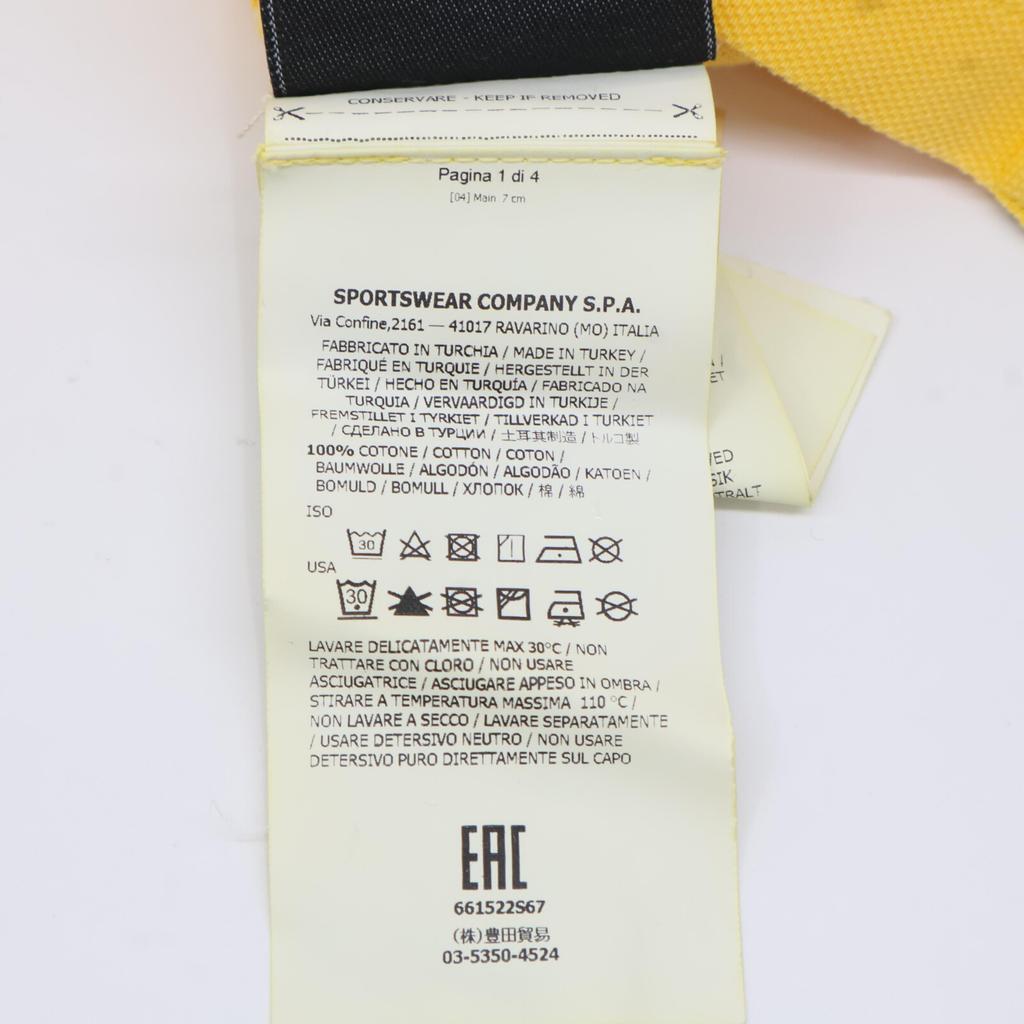 CONSERVARE - KEEP IF REMOVED
Pagina 1 di 4
[04] Main 7 cm
SPORTSWEAR COMPANY S.P.A.
Via Confine,2161 — 41017 RAVARINO (MO) ITALIA
FABBRICATO IN TURCHIA / MADE IN TURKEY /
FABRIQUÉ EN TURQUIE / HERGESTELLT IN DER
TÜRKEI / HECHO EN TURQUÍA / FABRICADO NA
TURQUIA / VERVAARDIGD IN TURKIJE /
FREMSTILLET I TYRKIET / TILLVERKAD I TURKIET
/ СДЕЛАНО В ТУРЦИИ / 土耳其制造 / トルコ製
100% COTONE / COTTON / COTON /
BAUMWOLLE / ALGODÓN / ALGODÃO / KATOEN /
BOMULD / BOMULL / ХЛОПОК / 棉 / 綿
ISO
30
USA
30
LAVARE DELICATAMENTE MAX 30°C / NON
TRATTARE CON CLORO / NON USARE
ASCIUGATRICE / ASCIUGARE APPESO IN OMBRA /
STIRARE A TEMPERATURA MASSIMA 110 °C /
NON LAVARE A SECCO / LAVARE SEPARATAMENTE
/ USARE DETERSIVO NEUTRO / NON USARE
DETERSIVO PURO DIRETTAMENTE SUL CAPO
EAC
661522S67
(株)豊田貿易
03-5350-4524